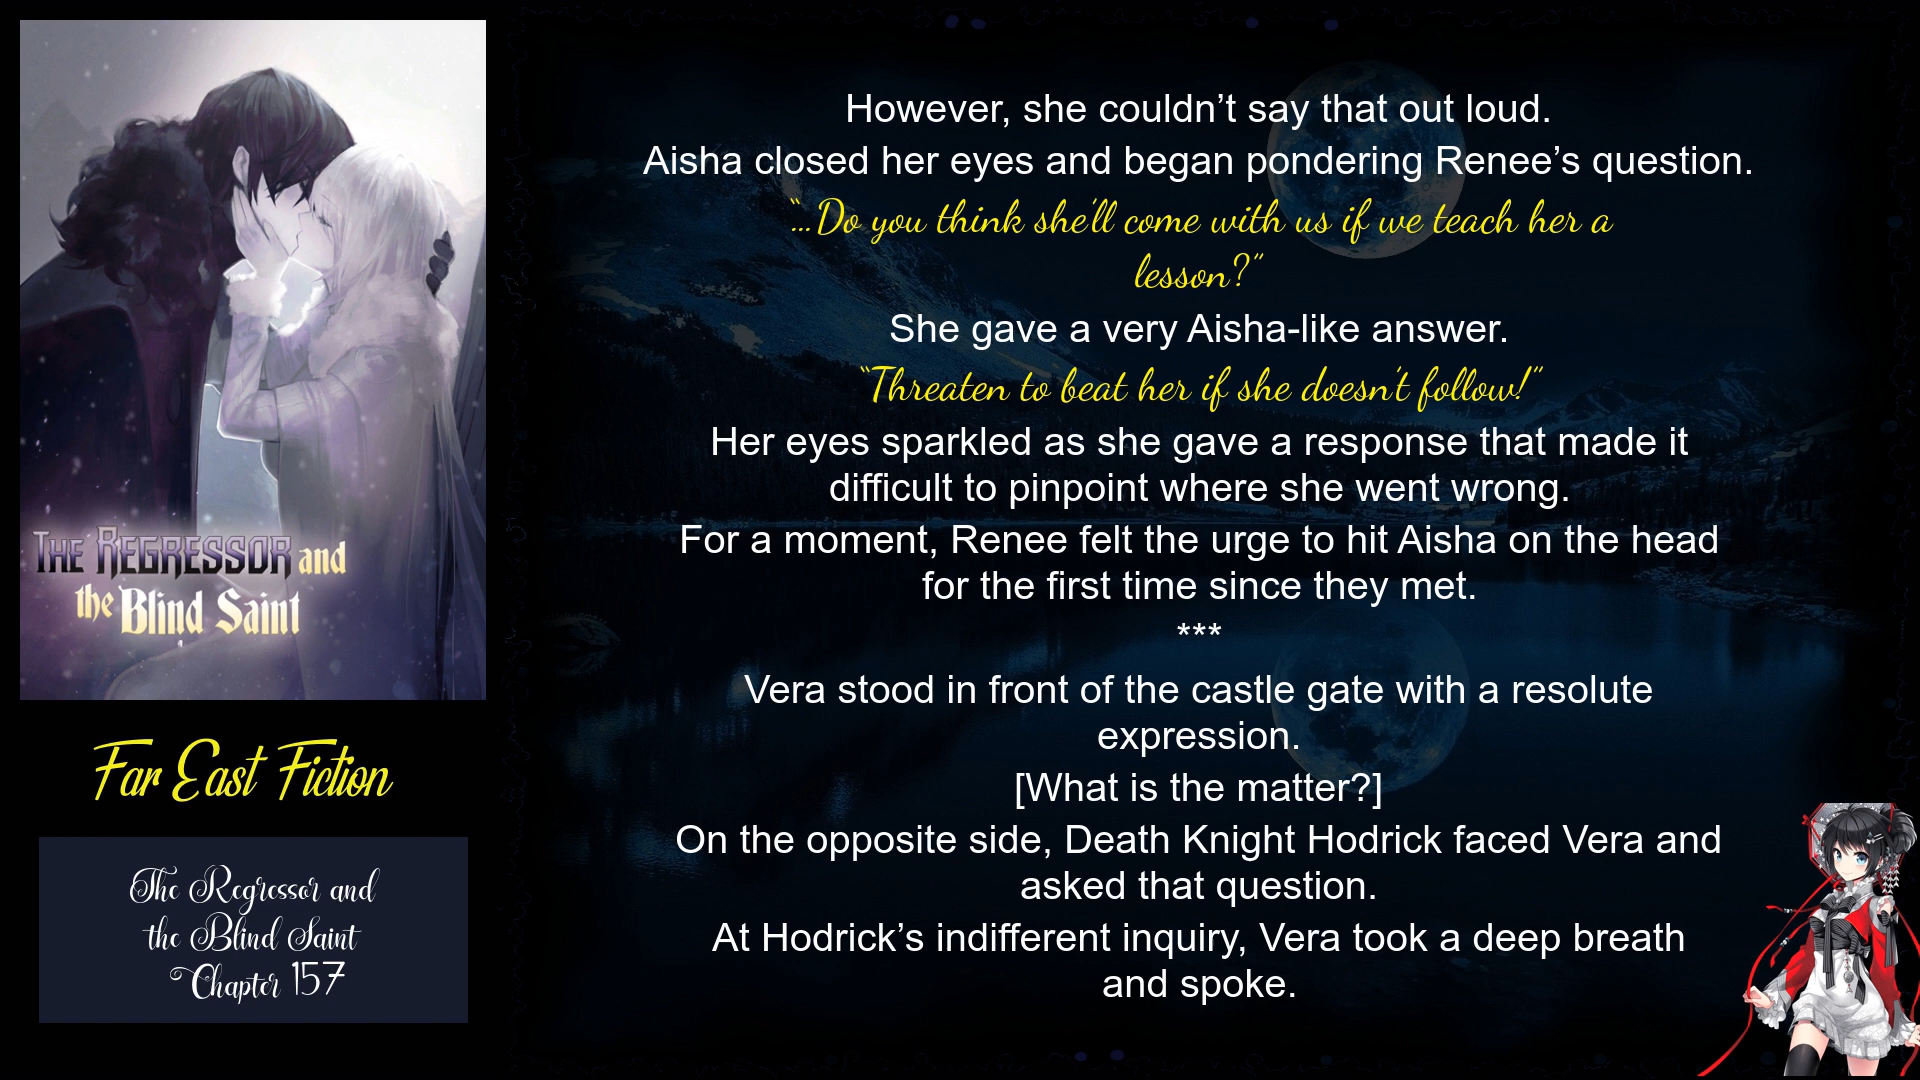 THE REGRESSOR and
the Blind Saint
Far East Fiction
The Regressor and
the Blind Saint
Chapter 157
However, she couldn’t say that out loud.
Aisha closed her eyes and began pondering Renee’s question.
“…Do you think she’ll come with us if we teach her a
lesson?”
She gave a very Aisha-like answer.
“Threaten to beat her if she doesn’t follow!”
Her eyes sparkled as she gave a response that made it
difficult to pinpoint where she went wrong.
For a moment, Renee felt the urge to hit Aisha on the head
for the first time since they met.
***
Vera stood in front of the castle gate with a resolute
expression.
[What is the matter?]
On the opposite side, Death Knight Hodrick faced Vera and
asked that question.
At Hodrick’s indifferent inquiry, Vera took a deep breath
and spoke.